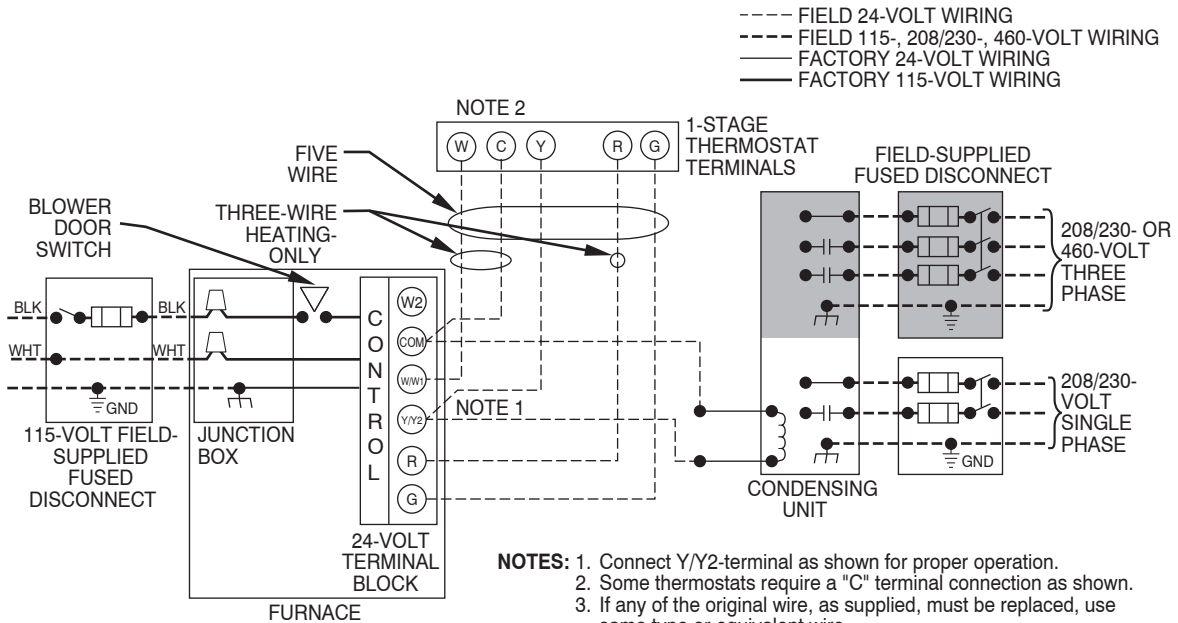 FIELD 24-VOLT WIRING
FIELD 115-, 208/230-, 460-VOLT WIRING
FACTORY 24-VOLT WIRING
FACTORY 115-VOLT WIRING
NOTE 2
W C Y R G
1-STAGE
THERMOSTAT
TERMINALS
FIVE
WIRE
THREE-WIRE
HEATING-
ONLY
BLOWER
DOOR
SWITCH
FIELD-SUPPLIED
FUSED DISCONNECT
208/230- OR
460-VOLT
THREE
PHASE
BLK
BLK
WHT
WHT
GND
115-VOLT FIELD-
SUPPLIED
FUSED
DISCONNECT
JUNCTION
BOX
CONTROL
W2
COM
W/W1
Y/Y2
R
G
NOTE 1
24-VOLT
TERMINAL
BLOCK
FURNACE
208/230-
VOLT
SINGLE
PHASE
GND
CONDENSING
UNIT
NOTES: 1. Connect Y/Y2-terminal as shown for proper operation.
2. Some thermostats require a "C" terminal connection as shown.
3. If any of the original wire, as supplied, must be replaced, use